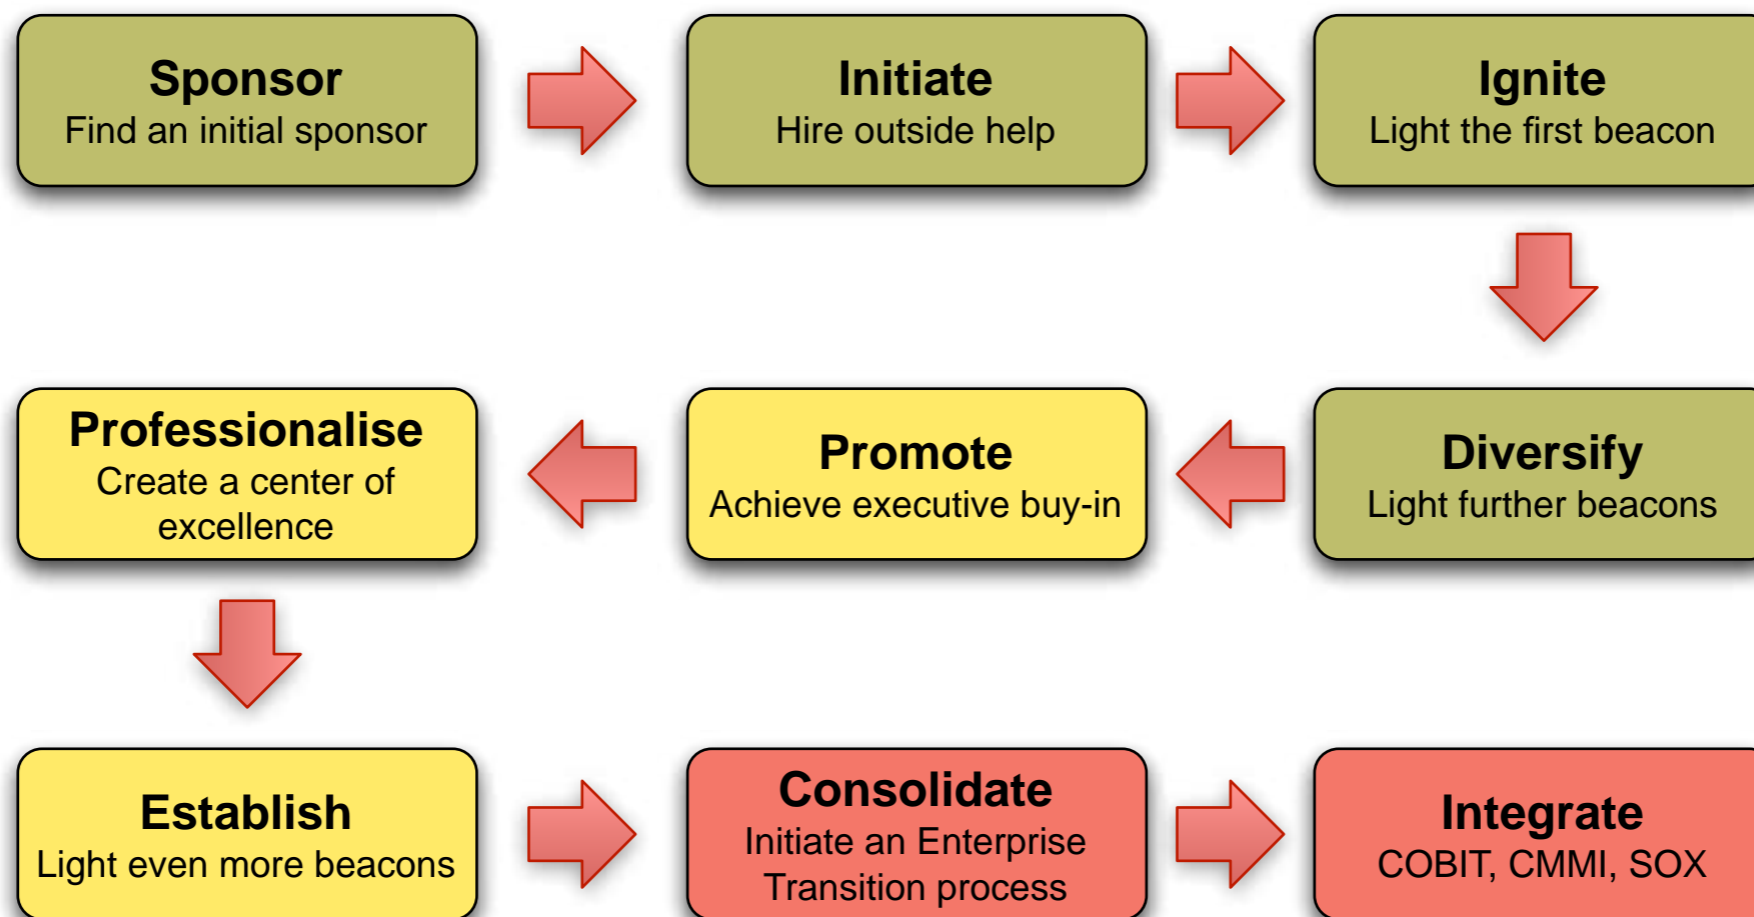 Sponsor
Find an initial sponsor
Initiate
Hire outside help
Ignite
Light the first beacon
Diversify
Light further beacons
Promote
Achieve executive buy-in
Professionalise
Create a center of
excellence
Establish
Light even more beacons
Consolidate
Initiate an Enterprise
Transition process
Integrate
COBIT, CMMI, SOX